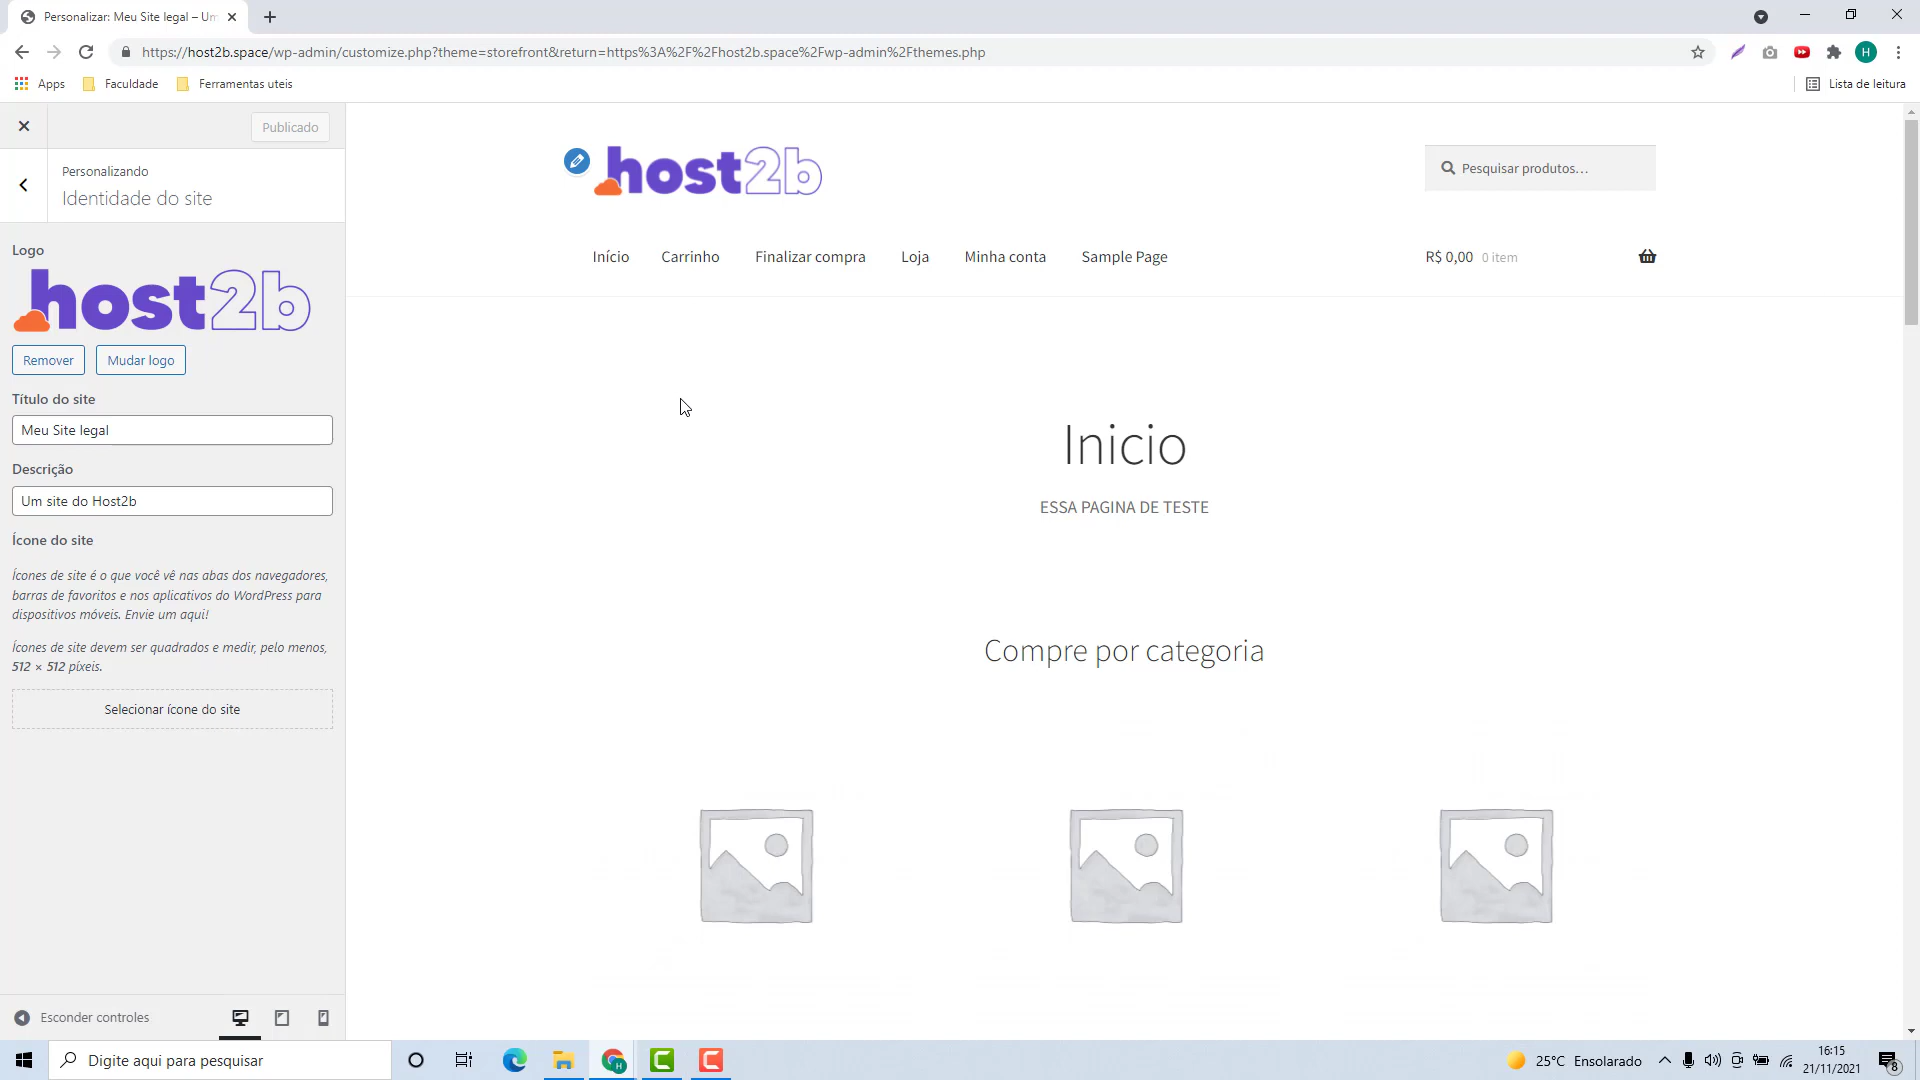 Personalizar: Meu Site legal – Um
https://host2b.space/wp-admin/customize.php?theme=storefront&return=https%3A%2F%2Fhost2b.space%2Fwp-admin%2Fthemes.php
H
Apps
Faculdade
Ferramentas uteis
Lista de leitura
Publicado
Personalizando
Identidade do site
Logo
host2b
Remover
Mudar logo
Título do site
Meu Site legal
Descrição
Um site do Host2b
Ícone do site
Ícones de site é o que você vê nas abas dos navegadores,
barras de favoritos e nos aplicativos do WordPress para
dispositivos móveis. Envie um aqui!
Ícones de site devem ser quadrados e medir, pelo menos,
512 × 512 píxeis.
Selecionar ícone do site
Esconder controles
host2b
Pesquisar produtos…
Início
Carrinho
Finalizar compra
Loja
Minha conta
Sample Page
R$ 0,00 0 item
Inicio
ESSA PAGINA DE TESTE
Compre por categoria
Digite aqui para pesquisar
H
25°C Ensolarado
16:15
21/11/2021
8